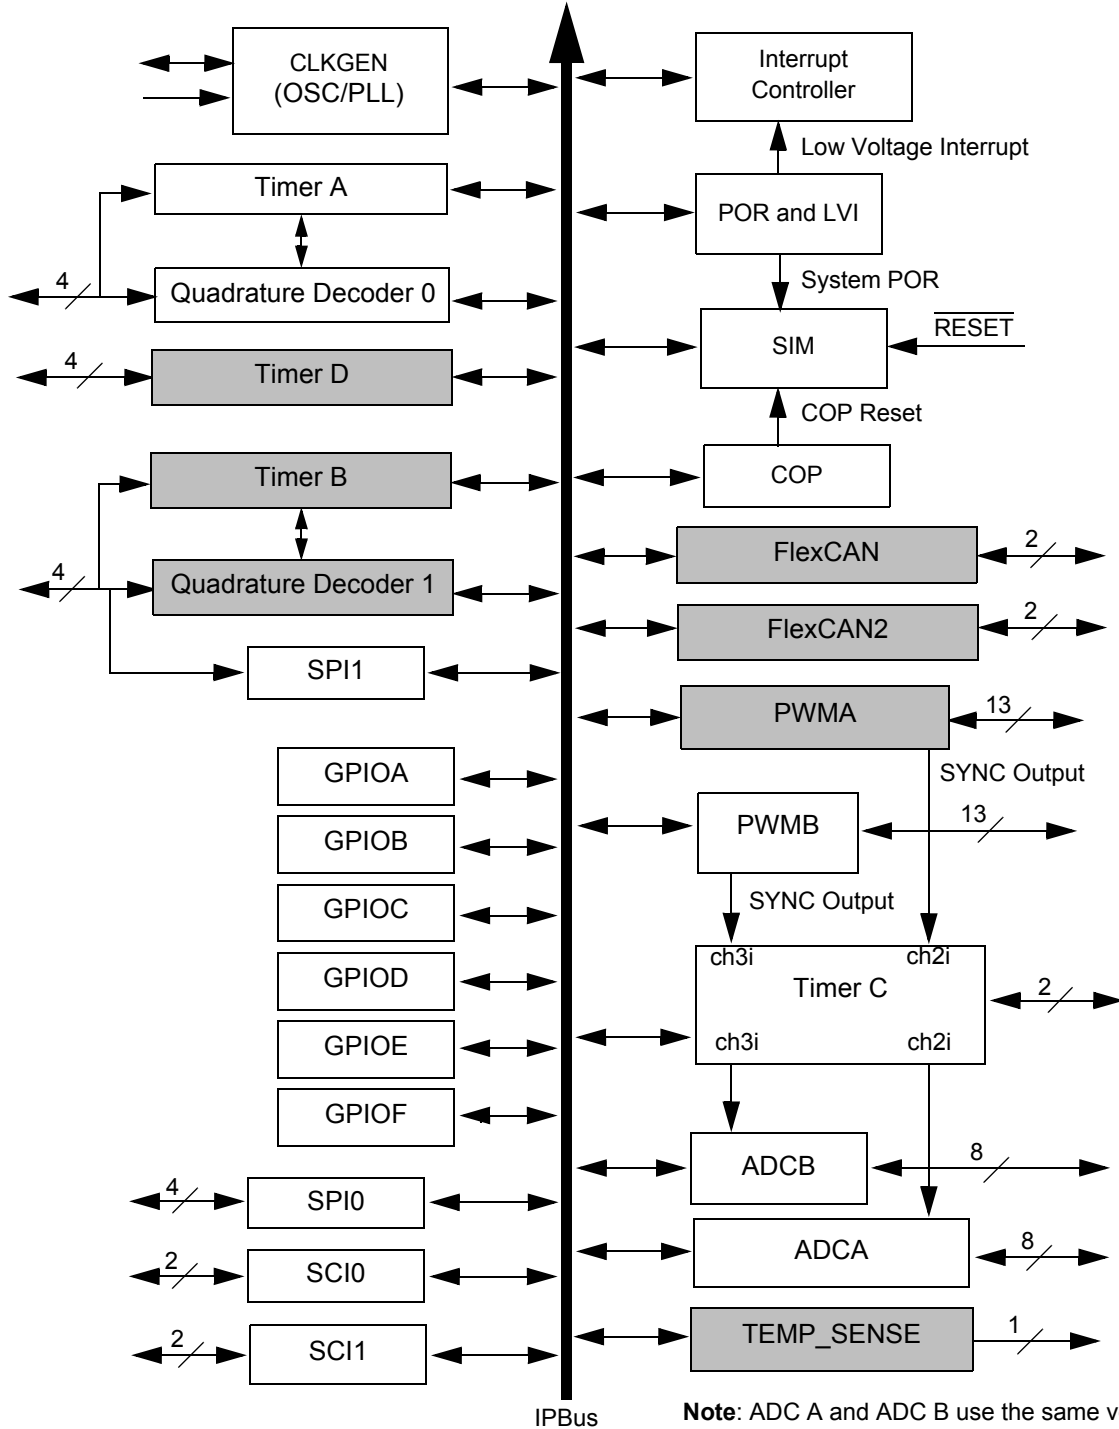 CLKGEN
(OSC/PLL)
Timer A
4
Quadrature Decoder 0
4
Timer D
Timer B
4
Quadrature Decoder 1
SPI1
GPIOA
GPIOB
GPIOC
GPIOD
GPIOE
GPIOF
4
SPI0
2
SCI0
2
SCI1
IPBus
Interrupt
Controller
Low Voltage Interrupt
POR and LVI
System POR
RESET
SIM
COP Reset
COP
FlexCAN
2
FlexCAN2
2
PWMA
13
SYNC Output
PWMB
13
SYNC Output
ch3i
ch2i
Timer C
2
ch3i
ch2i
ADCB
8
ADCA
8
TEMP_SENSE
1
Note: ADC A and ADC B use the same v